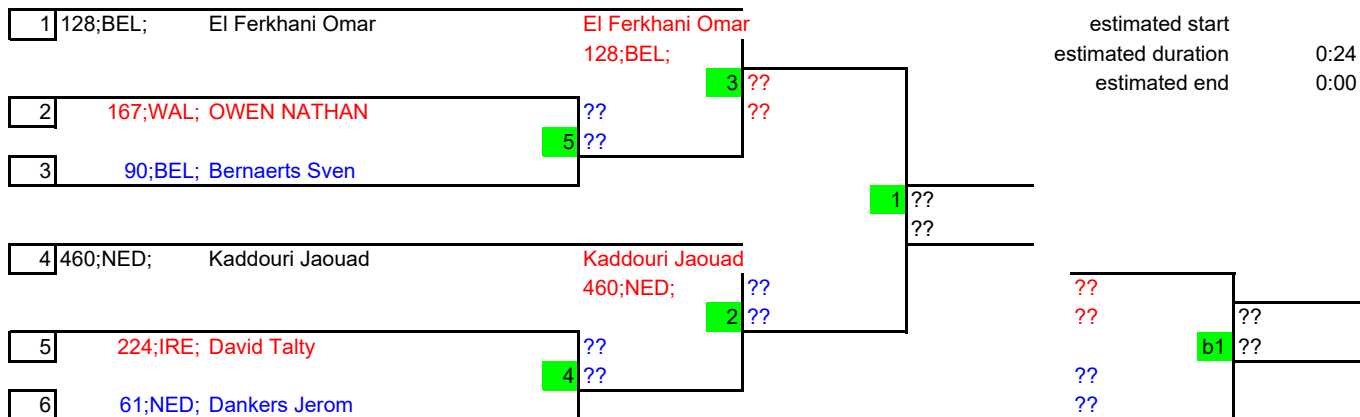 1 128;BEL; El Ferkhani Omar El Ferkhani Omar estimated start
128;BEL; estimated duration 0:24
3 ?? estimated end 0:00
2 167;WAL; OWEN NATHAN ?? ??
5 ??
3 90;BEL; Bernaerts Sven
1 ??
??
4 460;NED; Kaddouri Jaouad Kaddouri Jaouad
460;NED; ?? ??
2 ?? ?? ??
5 224;IRE; David Talty ?? b1 ??
4 ?? ??
6 61;NED; Dankers Jerom ??